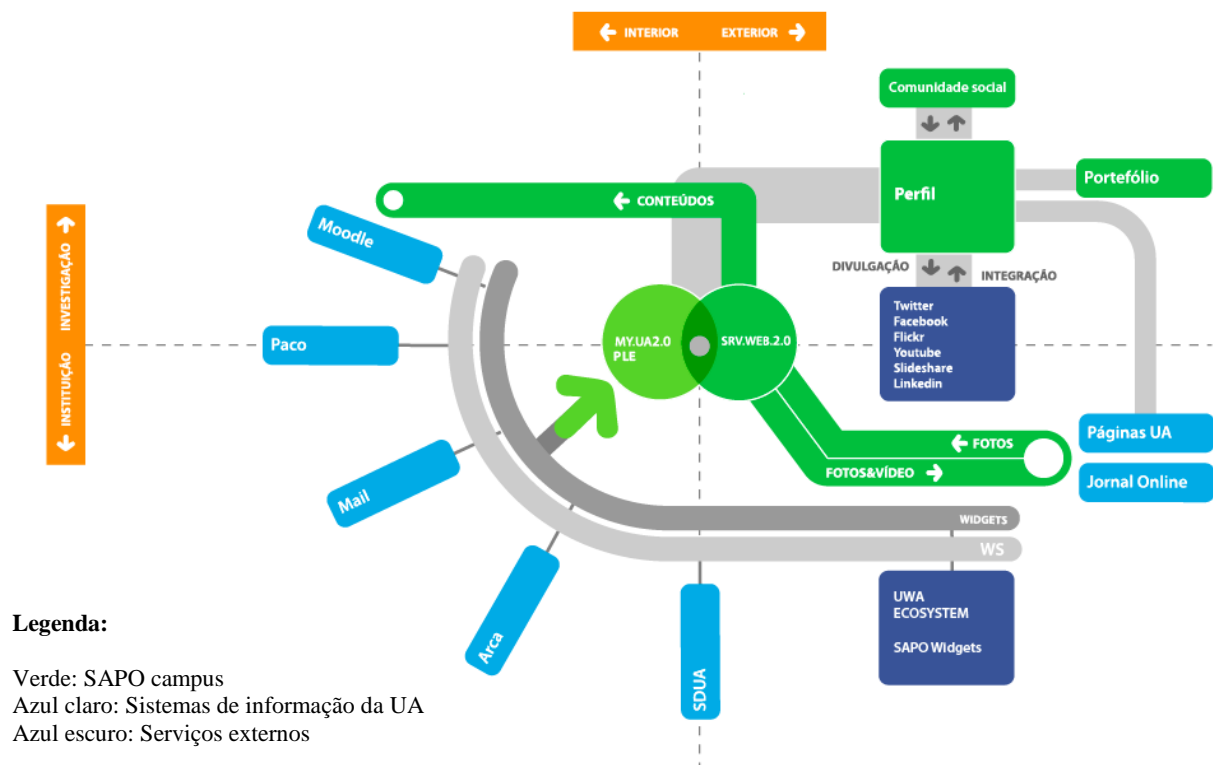 INTERIOR EXTERIOR
Comunidade social
Perfil
Portefólio
CONTEÚDOS
Moodle
INSTITUIÇÃO INVESTIGAÇÃO
DIVULGAÇÃO
INTEGRAÇÃO
Twitter
Facebook
Flickr
Youtube
Slideshare
Linkedin
Paco
MY.UA2.0
PLE
SRV.WEB.2.0
Páginas UA
FOTOS
FOTOS&VÍDEO
Jornal Online
Mail
WIDGETS
WS
Arca
SDUA
UWA
ECOSYSTEM
SAPO Widgets
Legenda:
Verde: SAPO campus
Azul claro: Sistemas de informação da UA
Azul escuro: Serviços externos